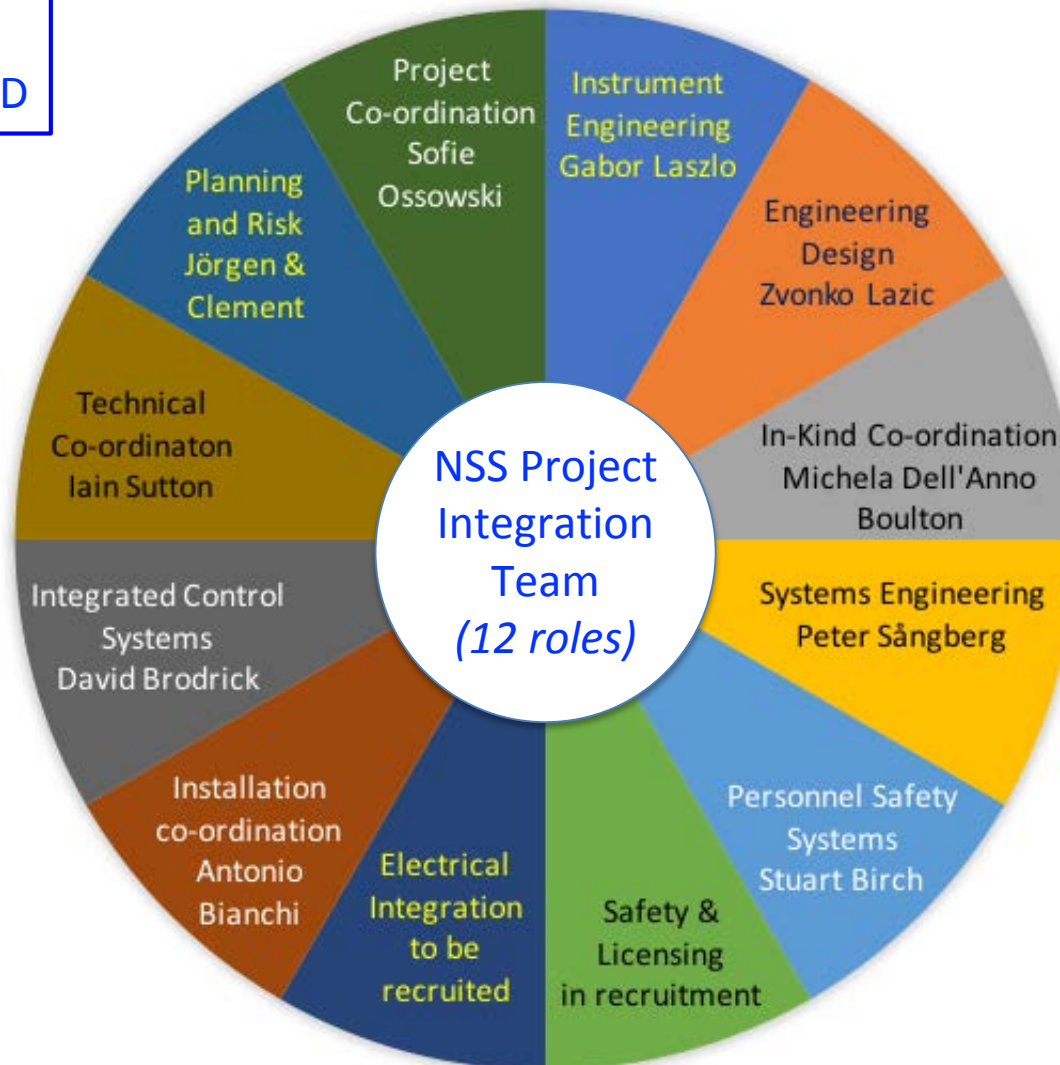 D
Project
Co-ordination
Sofie
Ossowski
Instrument
Engineering
Gabor Laszlo
Engineering
Design
Zvonko Lazic
In-Kind Co-ordination
Michela Dell'Anno
Boulton
Systems Engineering
Peter Sångberg
Personnel Safety
Systems
Stuart Birch
Safety &
Licensing
in recruitment
Electrical
Integration
to be
recruited
Installation
co-ordination
Antonio
Bianchi
Integrated Control
Systems
David Brodrick
Technical
Co-ordinaton
Iain Sutton
Planning
and Risk
Jörgen &
Clement
NSS Project
Integration
Team
(12 roles)